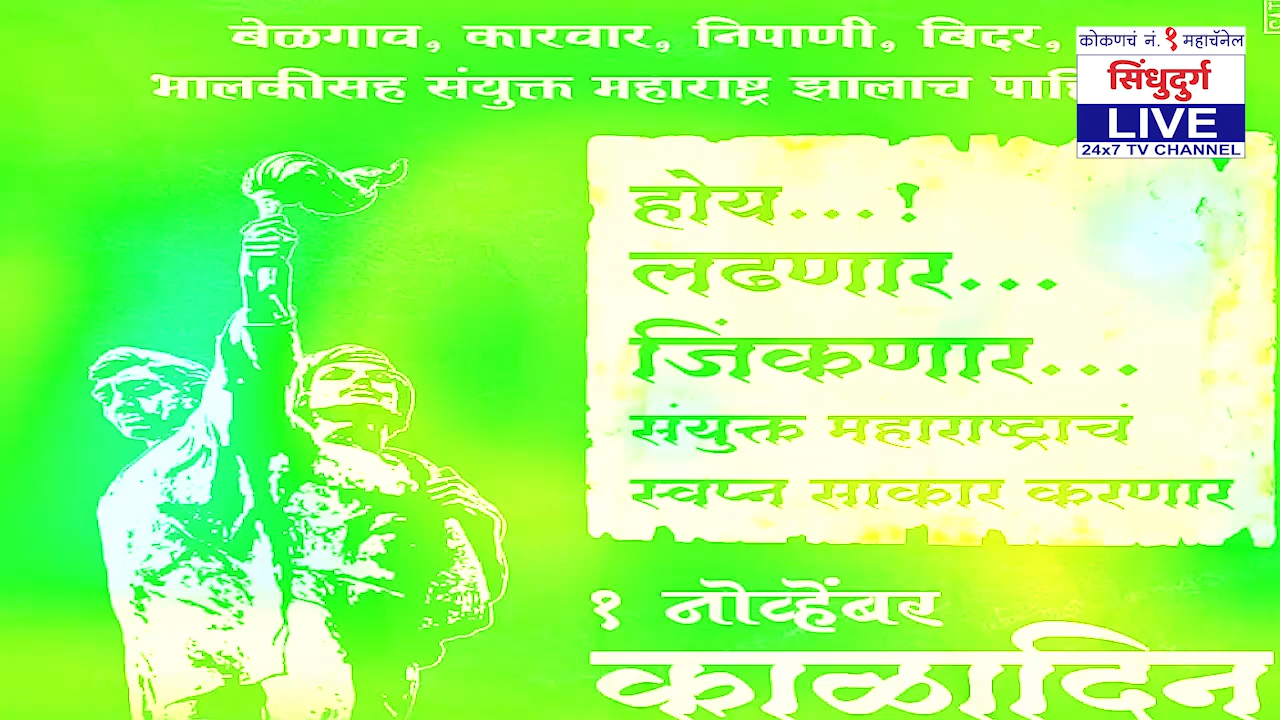 बेळगाव, कारवार, निपाणी, बिदर,
भालकीसह संयुक्त महाराष्ट्र झालाच
कोकणचं नं. १ महाचॅनेल
सिंधुदुर्ग
LIVE
24x7 TV CHANNEL
होय...!
लढणार...
जिंकणार...
संयुक्त महाराष्ट्राचं
स्वप्न साकार करणार
१ नोव्हेंबर
काळादिन